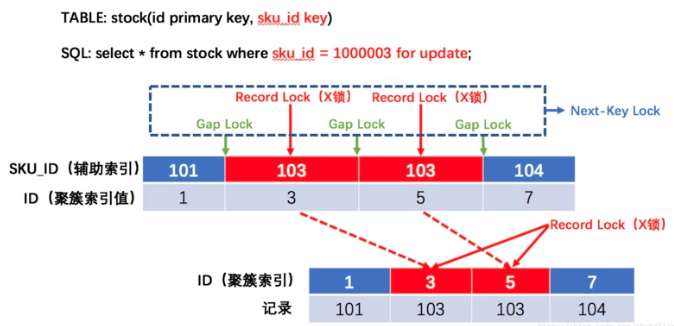 TABLE: stock(id primary key, sku_id key)
SQL: select * from stock where sku_id = 1000003 for update;
Record Lock（X锁） Record Lock（X锁）
Next-Key Lock
Gap Lock Gap Lock Gap Lock
SKU_ID（辅助索引） 101 103 103 104
ID（聚簇索引值） 1 3 5 7
Record Lock（X锁）
ID（聚簇索引） 1 3 5 7
记录 101 103 103 104